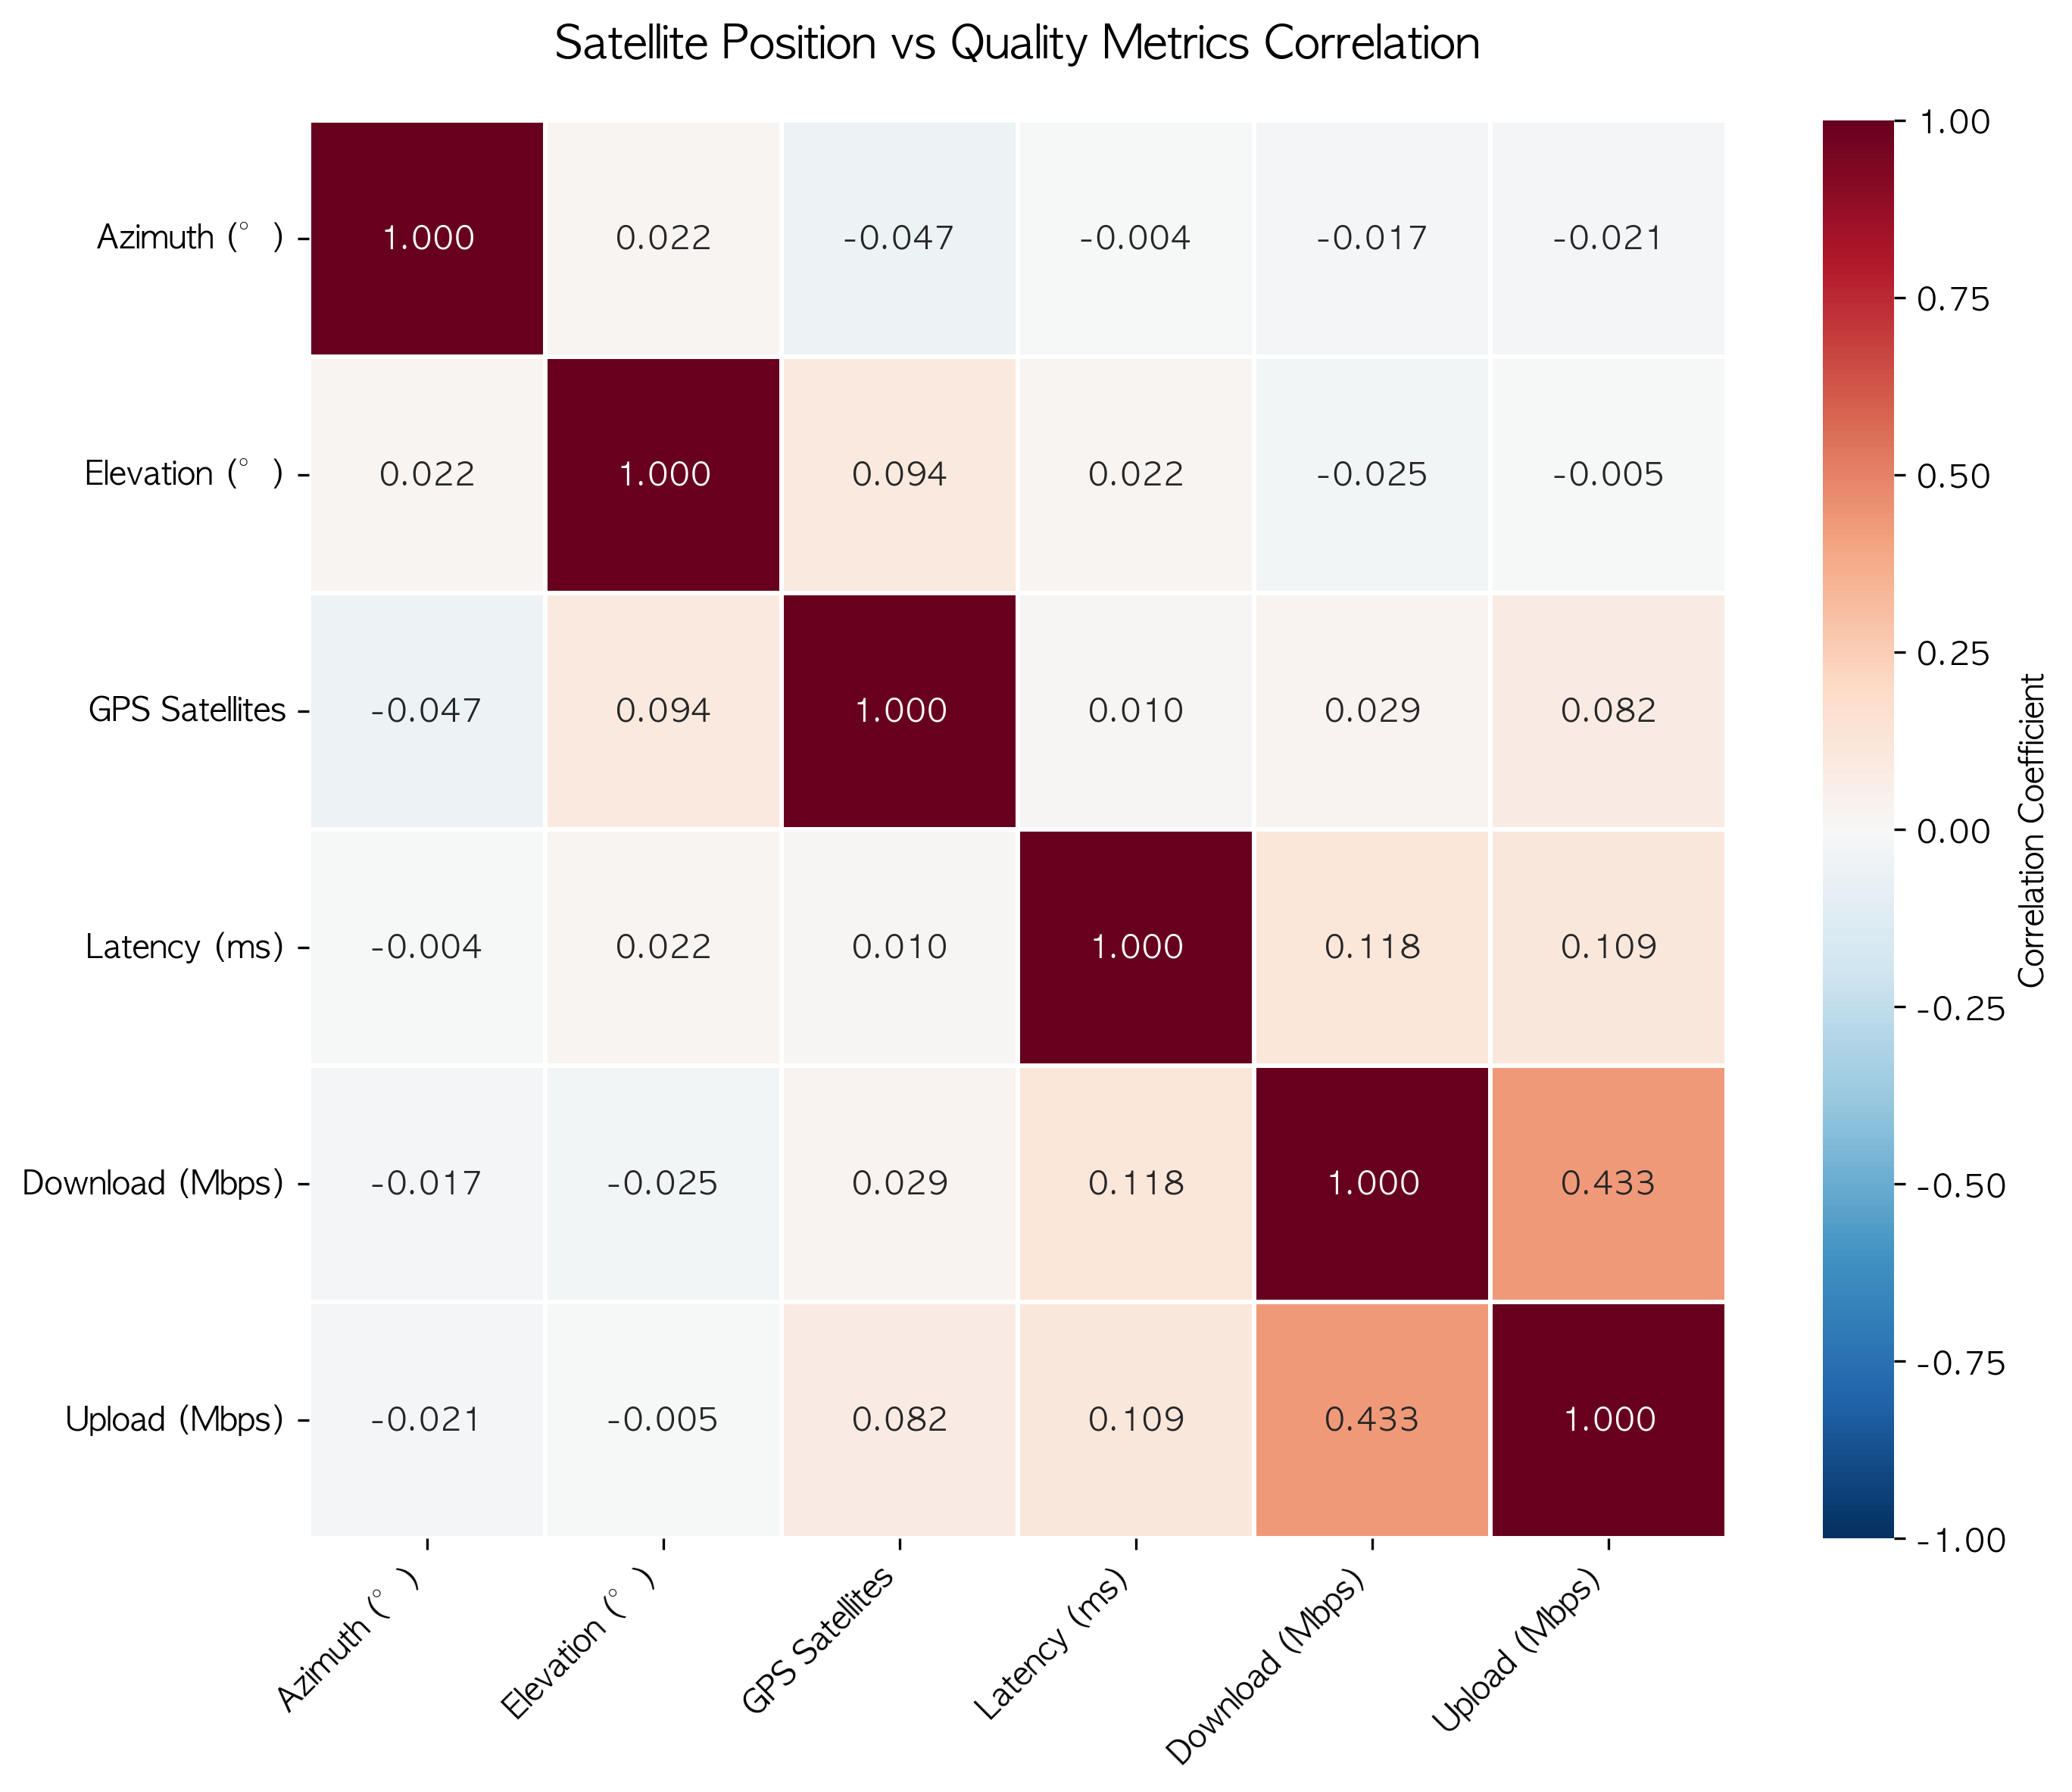 Satellite Position vs Quality Metrics Correlation
Azimuth (° ) 1.000 0.022 -0.047 -0.004 -0.017 -0.021
Elevation (° ) 0.022 1.000 0.094 0.022 -0.025 -0.005
GPS Satellites -0.047 0.094 1.000 0.010 0.029 0.082
Latency (ms) -0.004 0.022 0.010 1.000 0.118 0.109
Download (Mbps) -0.017 -0.025 0.029 0.118 1.000 0.433
Upload (Mbps) -0.021 -0.005 0.082 0.109 0.433 1.000
Azimuth (° )
Elevation (° )
GPS Satellites
Latency (ms)
Download (Mbps)
Upload (Mbps)
1.00
0.75
0.50
0.25
0.00
-0.25
-0.50
-0.75
-1.00
Correlation Coefficient